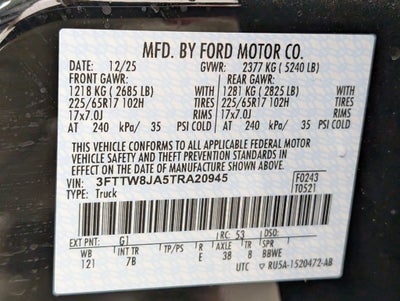 MFD. BY FORD MOTOR CO.
DATE: 12/25 GVWR: 2377 KG ( 5240 LB)
FRONT GAWR: REAR GAWR:
1218 KG ( 2685 LB) WITH 1281 KG ( 2825 LB) WITH
225/65R17 102H TIRES 225/65R17 102H TIRES
17x7.0J RIMS 17x7.0J RIMS
AT 240 kPa/ 35 PSI COLD AT 240 kPa/ 35 PSI COLD
THIS VEHICLE CONFORMS TO ALL APPLICABLE FEDERAL MOTOR
VEHICLE SAFETY AND THEFT PREVENTION STANDARDS IN
EFFECT ON THE DATE OF MANUFACTURE SHOWN ABOVE.
VIN: 3FTTW8JA5TRA20945 F0243
TYPE: Truck T0521
EXT PNT: G1 RC: 53 DSO:
WB INT TR TP/PS R AXLE TR SPR
121 7B E 38 8 BBWE
UTC RU5A-1520472-AB